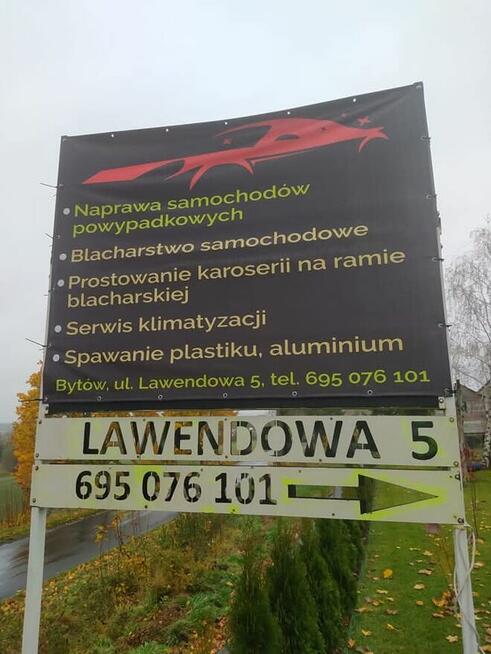 • Naprawa samochodów
powypadkowych
• Blacharstwo samochodowe
• Prostowanie karoserii na ramie
blacharskiej
• Serwis klimatyzacji
• Spawanie plastiku, aluminium
Bytów, ul. Lawendowa 5, tel. 695 076 101
LAWENDOWA 5
695 076 101